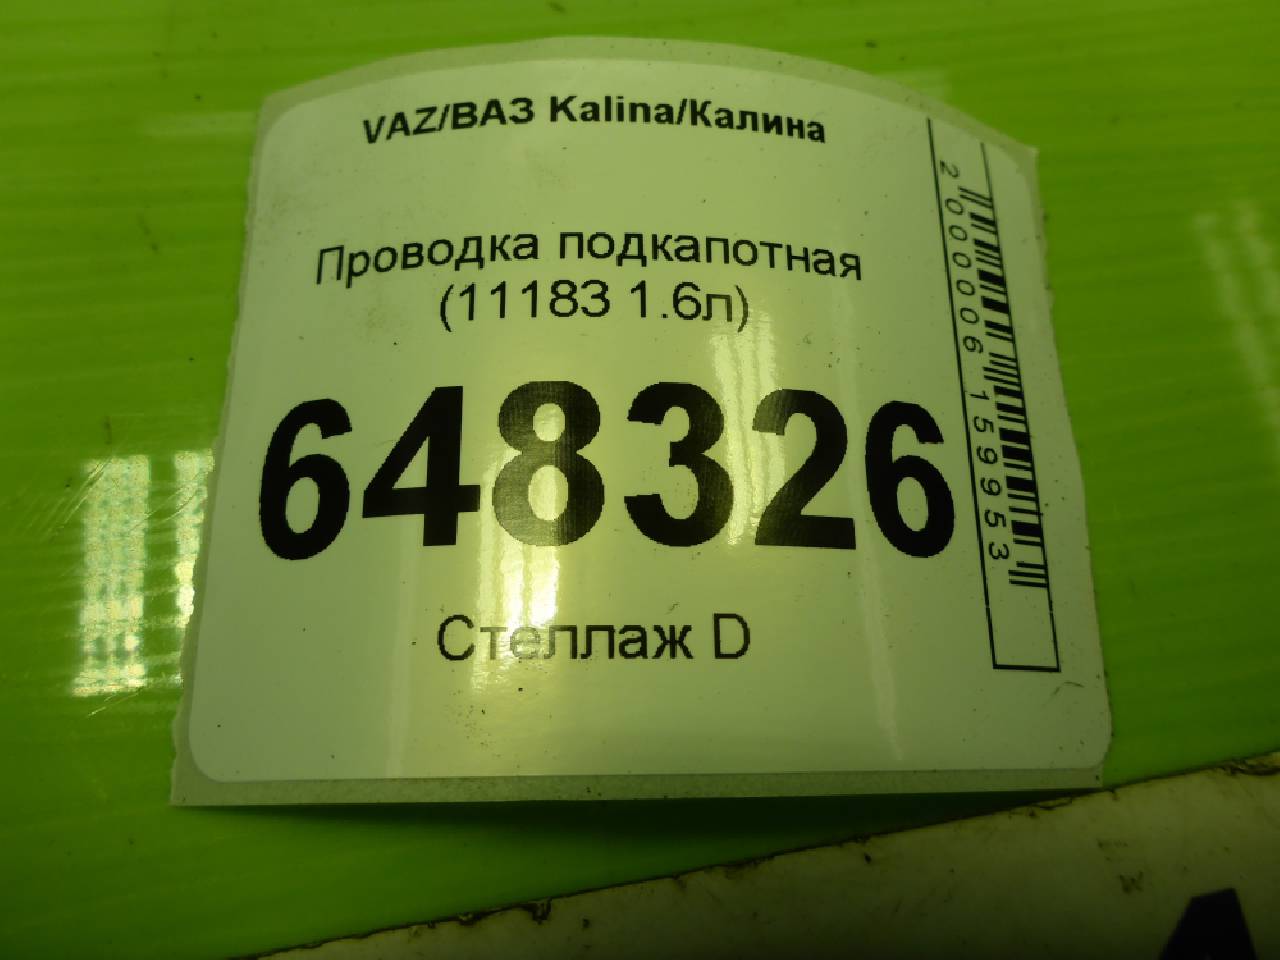 VAZ/ВАЗ Kalina/Калина
Проводка подкапотная
(11183 1.6л)
648326
Стеллаж D
2000006159953